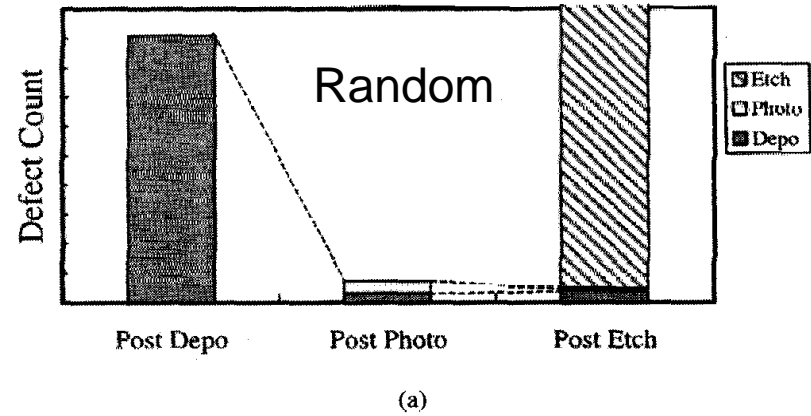 Random
Defect Count
Etch
Photo
Depo
Post Depo
Post Photo
Post Etch
(a)